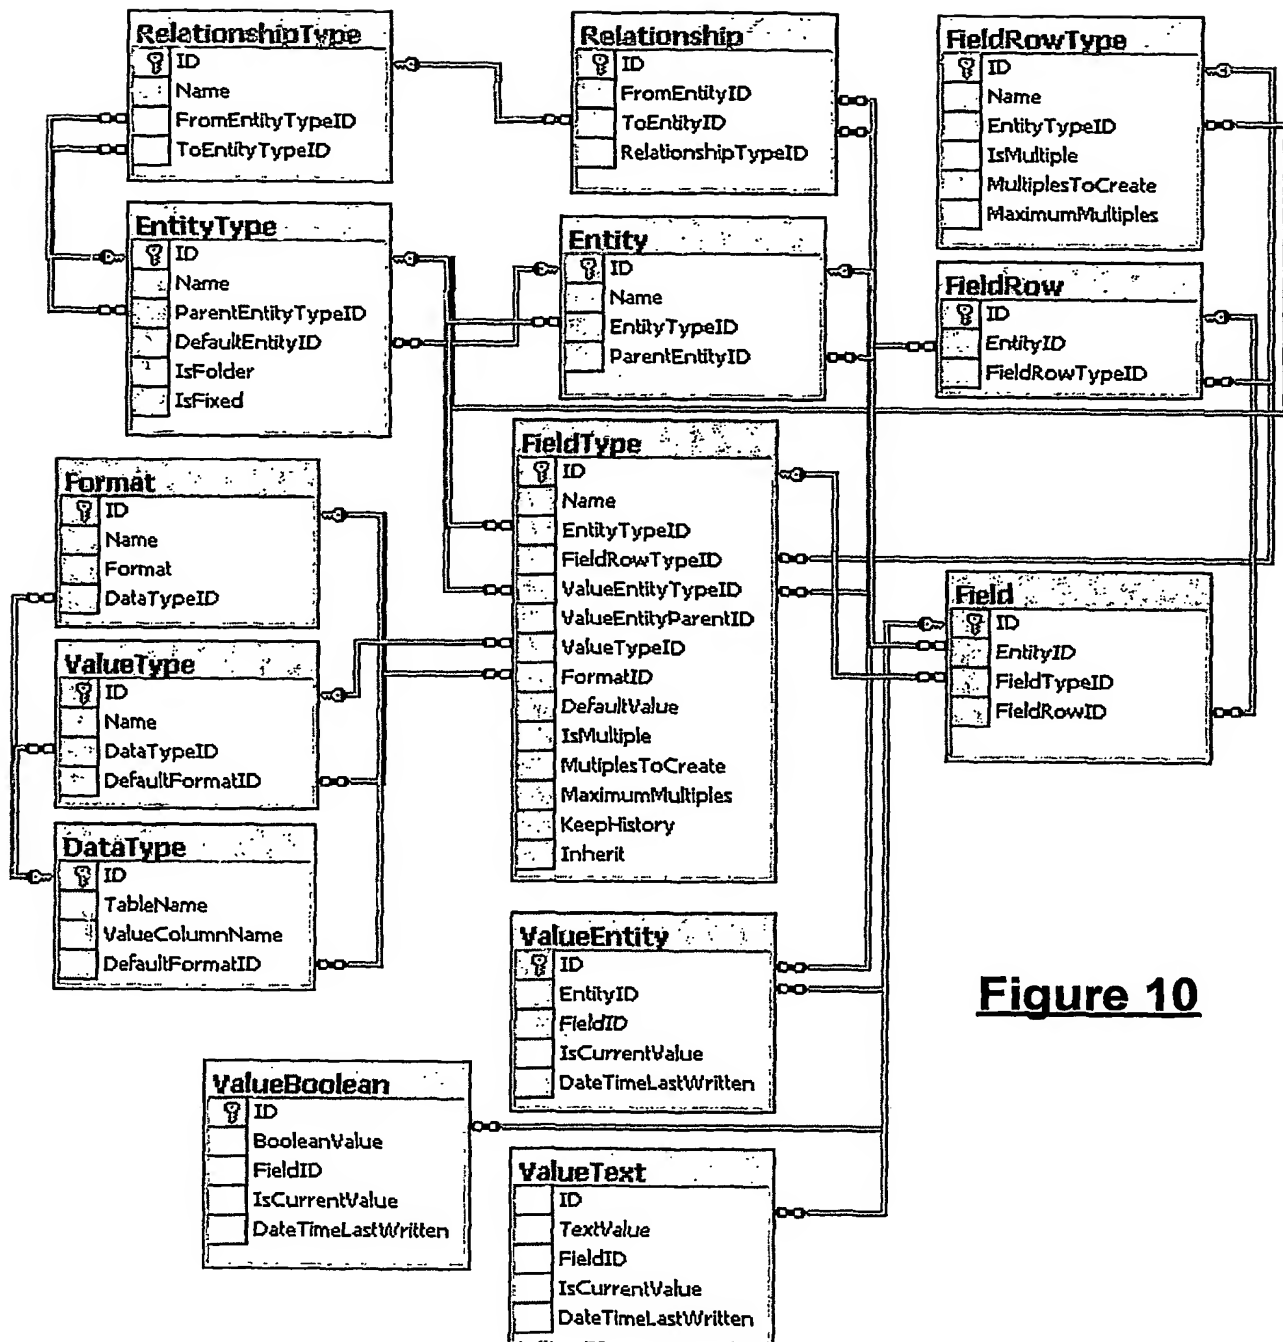 RelationshipType
ID
Name
FromEntityTypeID
ToEntityTypeID
Relationship
ID
FromEntityID
ToEntityID
RelationshipTypeID
FieldRowType
ID
Name
EntityTypeID
IsMultiple
MultiplesToCreate
MaximumMultiples
EntityType
ID
Name
ParentEntityTypeID
DefaultEntityID
IsFolder
IsFixed
Entity
ID
Name
EntityTypeID
ParentEntityID
FieldRow
ID
EntityID
FieldRowTypeID
Format
ID
Name
Format
DataTypeID
FieldType
ID
Name
EntityTypeID
FieldRowTypeID
ValueEntityTypeID
ValueEntityParentID
ValueTypeID
FormatID
DefaultValue
IsMultiple
MutiplesToCreate
MaximumMultiples
KeepHistory
Inherit
Field
ID
EntityID
FieldTypeID
FieldRowID
ValueType
ID
Name
DataTypeID
DefaultFormatID
DataType
ID
TableName
ValueColumnName
DefaultFormatID
ValueEntity
ID
EntityID
FieldID
IsCurrentValue
DateTimeLastWritten
Figure 10
ValueBoolean
ID
BooleanValue
FieldID
IsCurrentValue
DateTimeLastWritten
ValueText
ID
TextValue
FieldID
IsCurrentValue
DateTimeLastWritten